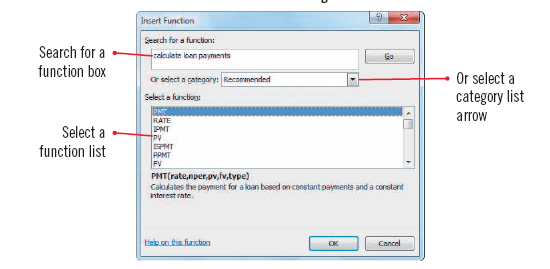 Insert Function
?
Search for a function:
Search for a
function box
calculate loan payments
Go
Or select a category: Recommended
Or select a
category list
arrow
Select a function:
Select a
function list
PMT
RATE
IPMT
PV
ISPMT
PPMT
FV
PMT(rate,nper,pv,fv,type)
Calculates the payment for a loan based on constant payments and a constant
interest rate.
Help on this function
OK
Cancel